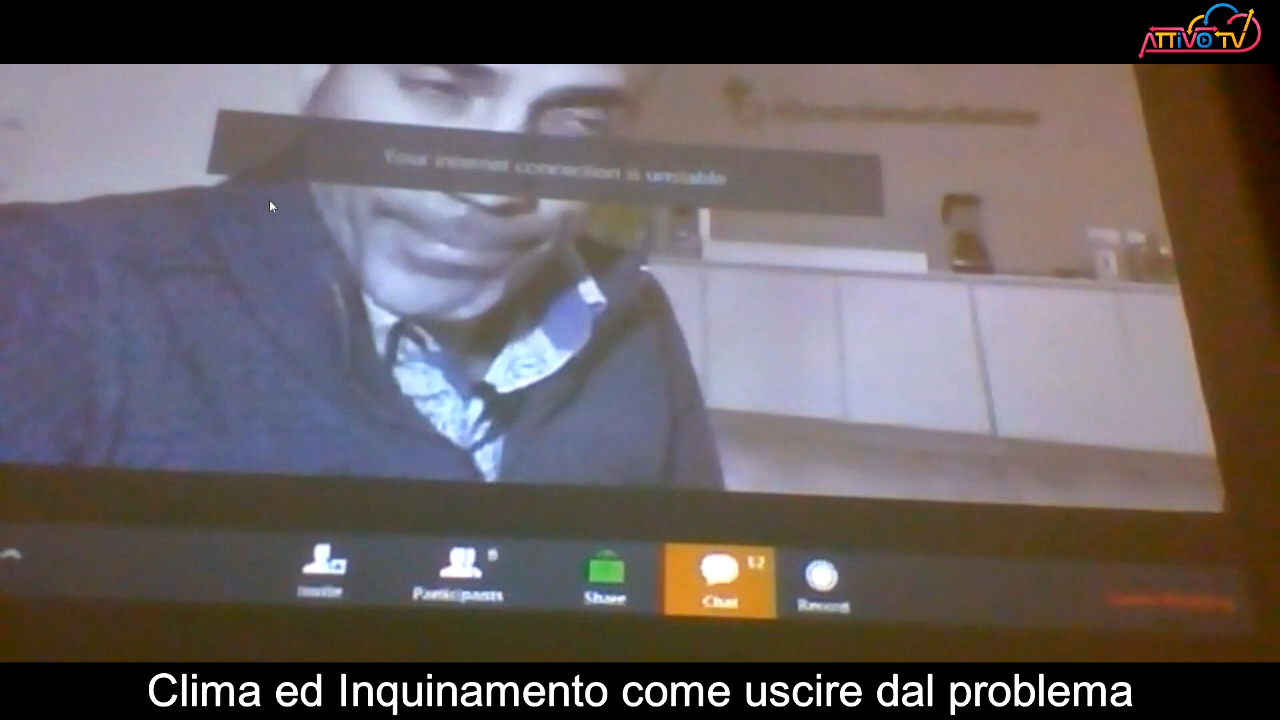 ATTIVO TV
Your internet connection is unstable
Invite
Participants
Share
Chat
12
Record
Clima ed Inquinamento come uscire dal problema